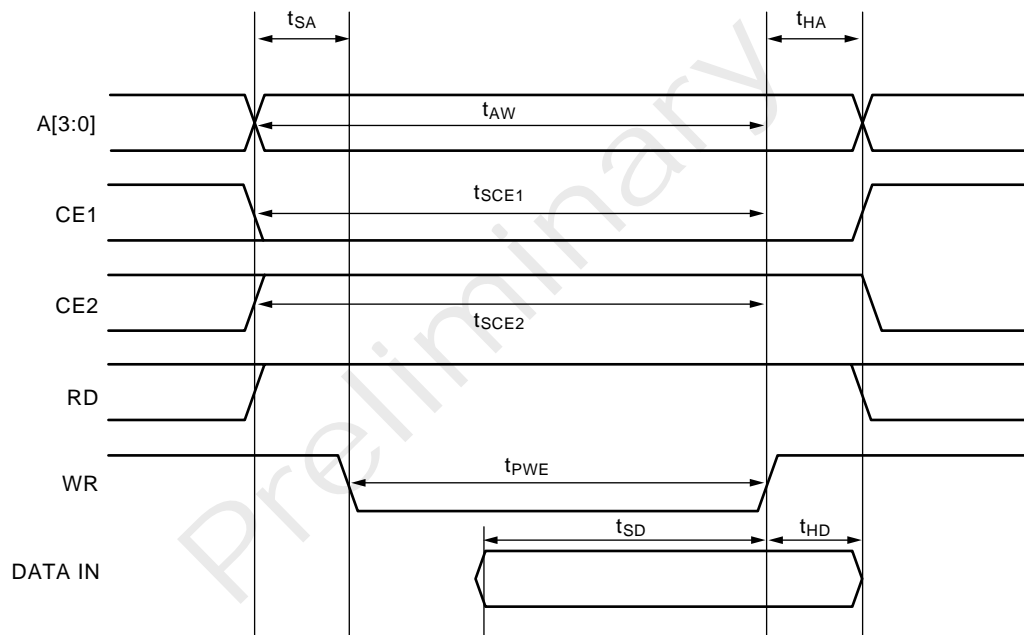 tSA
tHA
A[3:0]
tAW
CE1
tSCE1
CE2
tSCE2
RD
WR
tPWE
tSD
tHD
DATA IN
Preliminary